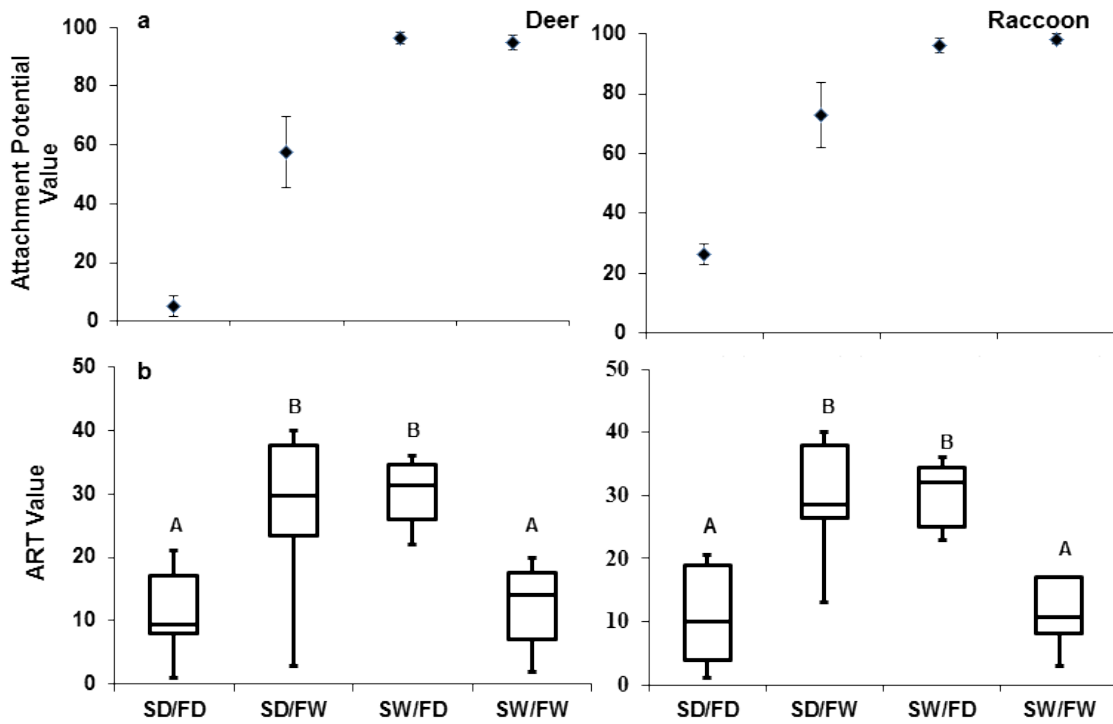 a
Deer
Raccoon
Attachment Potential
Value
100
80
60
40
20
0
100
80
60
40
20
0
b
ART Value
50
40
30
20
10
0
A
B
B
A
50
40
30
20
10
0
A
B
B
A
SD/FD
SD/FW
SW/FD
SW/FW
SD/FD
SD/FW
SW/FD
SW/FW